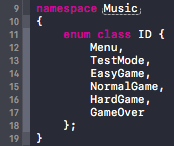 9 namespace Music
10 {
11 enum class ID {
12 Menu,
13 TestMode,
14 EasyGame,
15 NormalGame,
16 HardGame,
17 GameOver
18 };
19 }